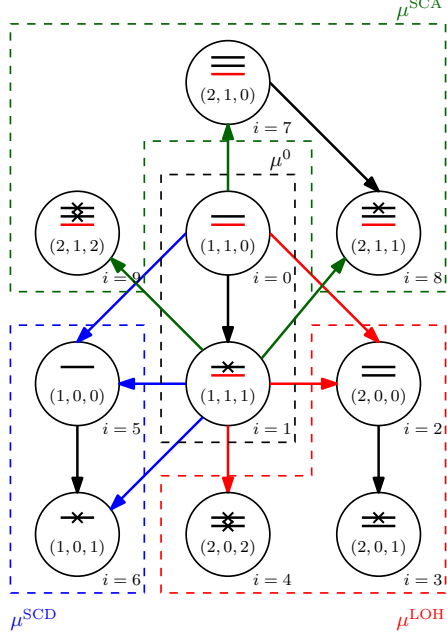 μ^SCA
(2,1,0)
i = 7
μ^0
(2,1,2)
(1,1,0)
(2,1,1)
i = 9
i = 0
i = 8
(1,0,0)
(1,1,1)
(2,0,0)
i = 5
i = 1
i = 2
(1,0,1)
(2,0,2)
(2,0,1)
i = 6
i = 4
i = 3
μ^SCD
μ^LOH